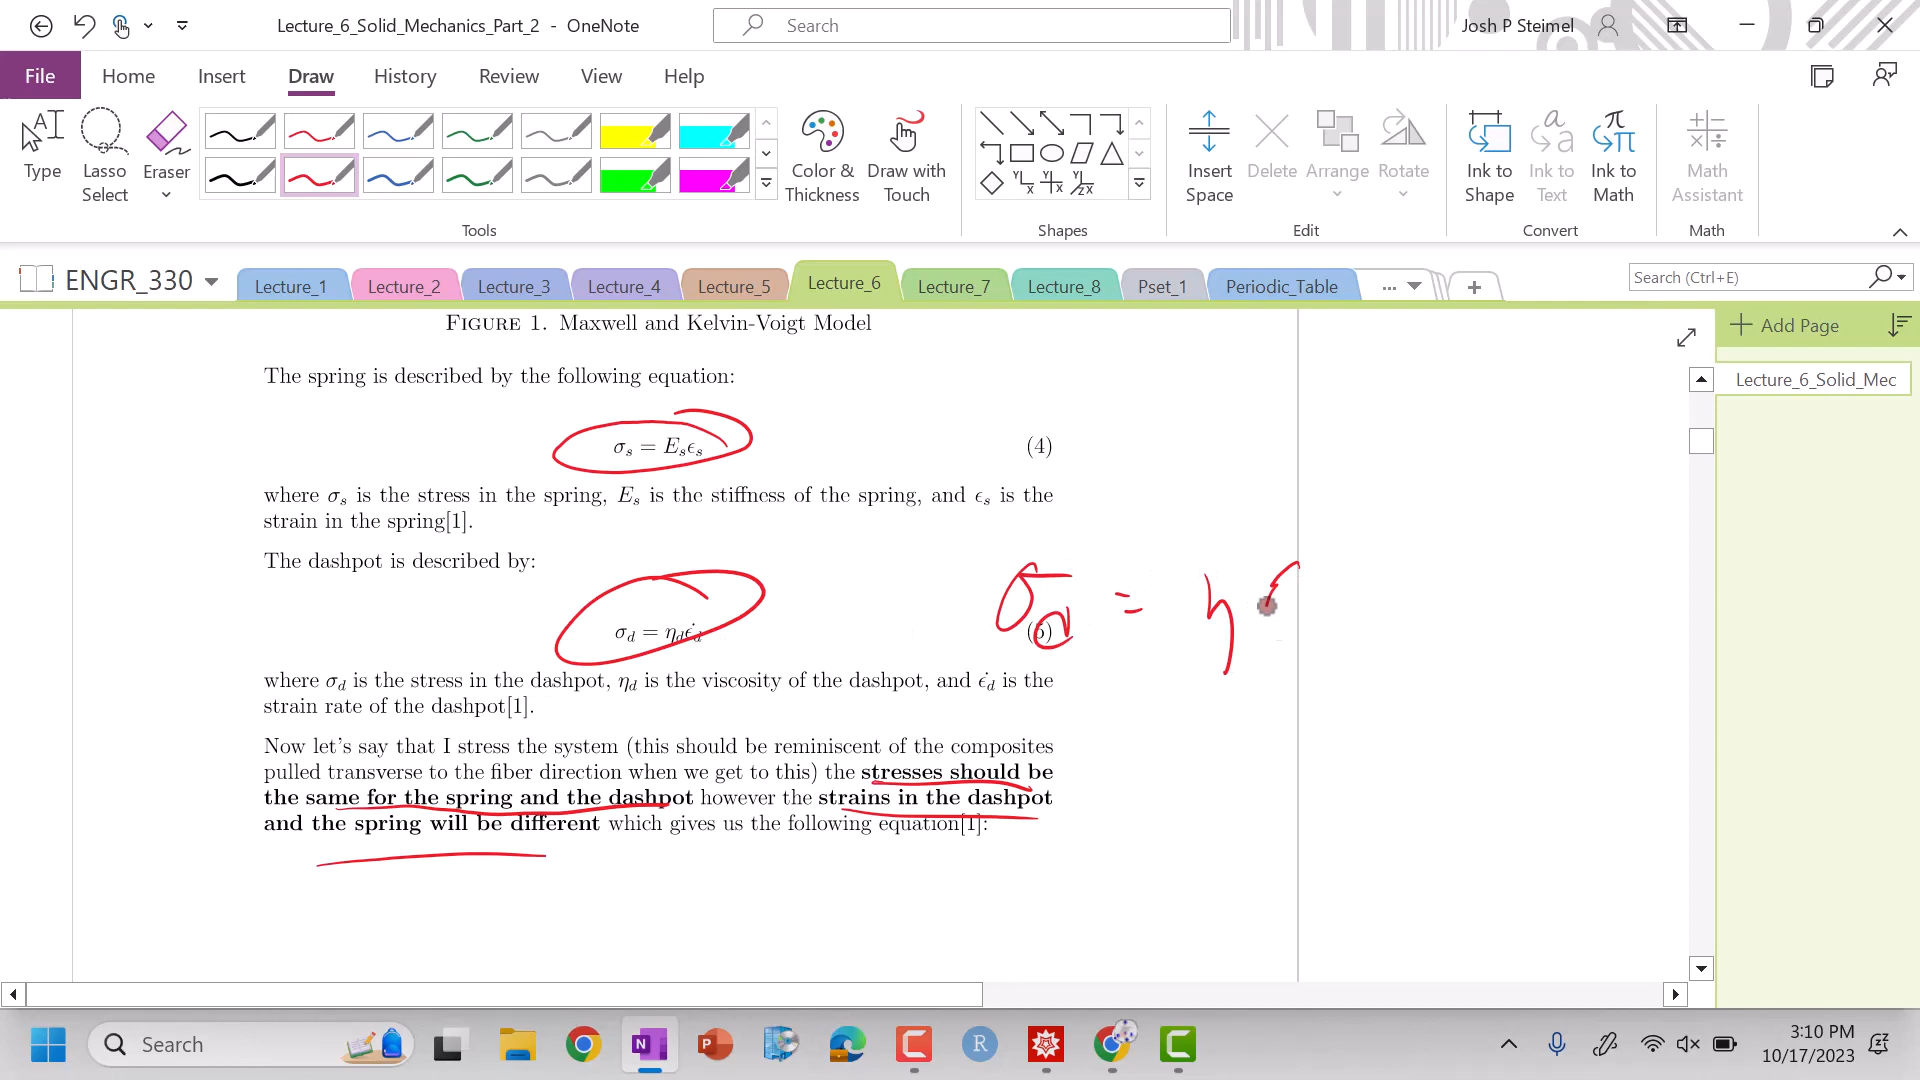 Lecture_6_Solid_Mechanics_Part_2 - OneNote
Search
Josh P Steimel
File Home Insert Draw History Review View Help
Type
Lasso Select
Eraser
Color & Thickness
Draw with Touch
Insert Space
Delete
Arrange
Rotate
Ink to Shape
Ink to Text
Ink to Math
Math Assistant
Tools Shapes Edit Convert Math
ENGR_330 Lecture_1 Lecture_2 Lecture_3 Lecture_4 Lecture_5 Lecture_6 Lecture_7 Lecture_8 Pset_1 Periodic_Table ... +
Search (Ctrl+E)
Add Page
Lecture_6_Solid_Mec
FIGURE 1. Maxwell and Kelvin-Voigt Model
The spring is described by the following equation:
σₛ = Eₛϵₛ (4)
where σₛ is the stress in the spring, Eₛ is the stiffness of the spring, and ϵₛ is the
strain in the spring[1].
The dashpot is described by:
σ_d = η_d ϵ̇_d (5)
σ_d = η
where σ_d is the stress in the dashpot, η_d is the viscosity of the dashpot, and ϵ̇_d is the
strain rate of the dashpot[1].
Now let's say that I stress the system (this should be reminiscent of the composites
pulled transverse to the fiber direction when we get to this) the stresses should be
the same for the spring and the dashpot however the strains in the dashpot
and the spring will be different which gives us the following equation[1]:
Search
3:10 PM
10/17/2023